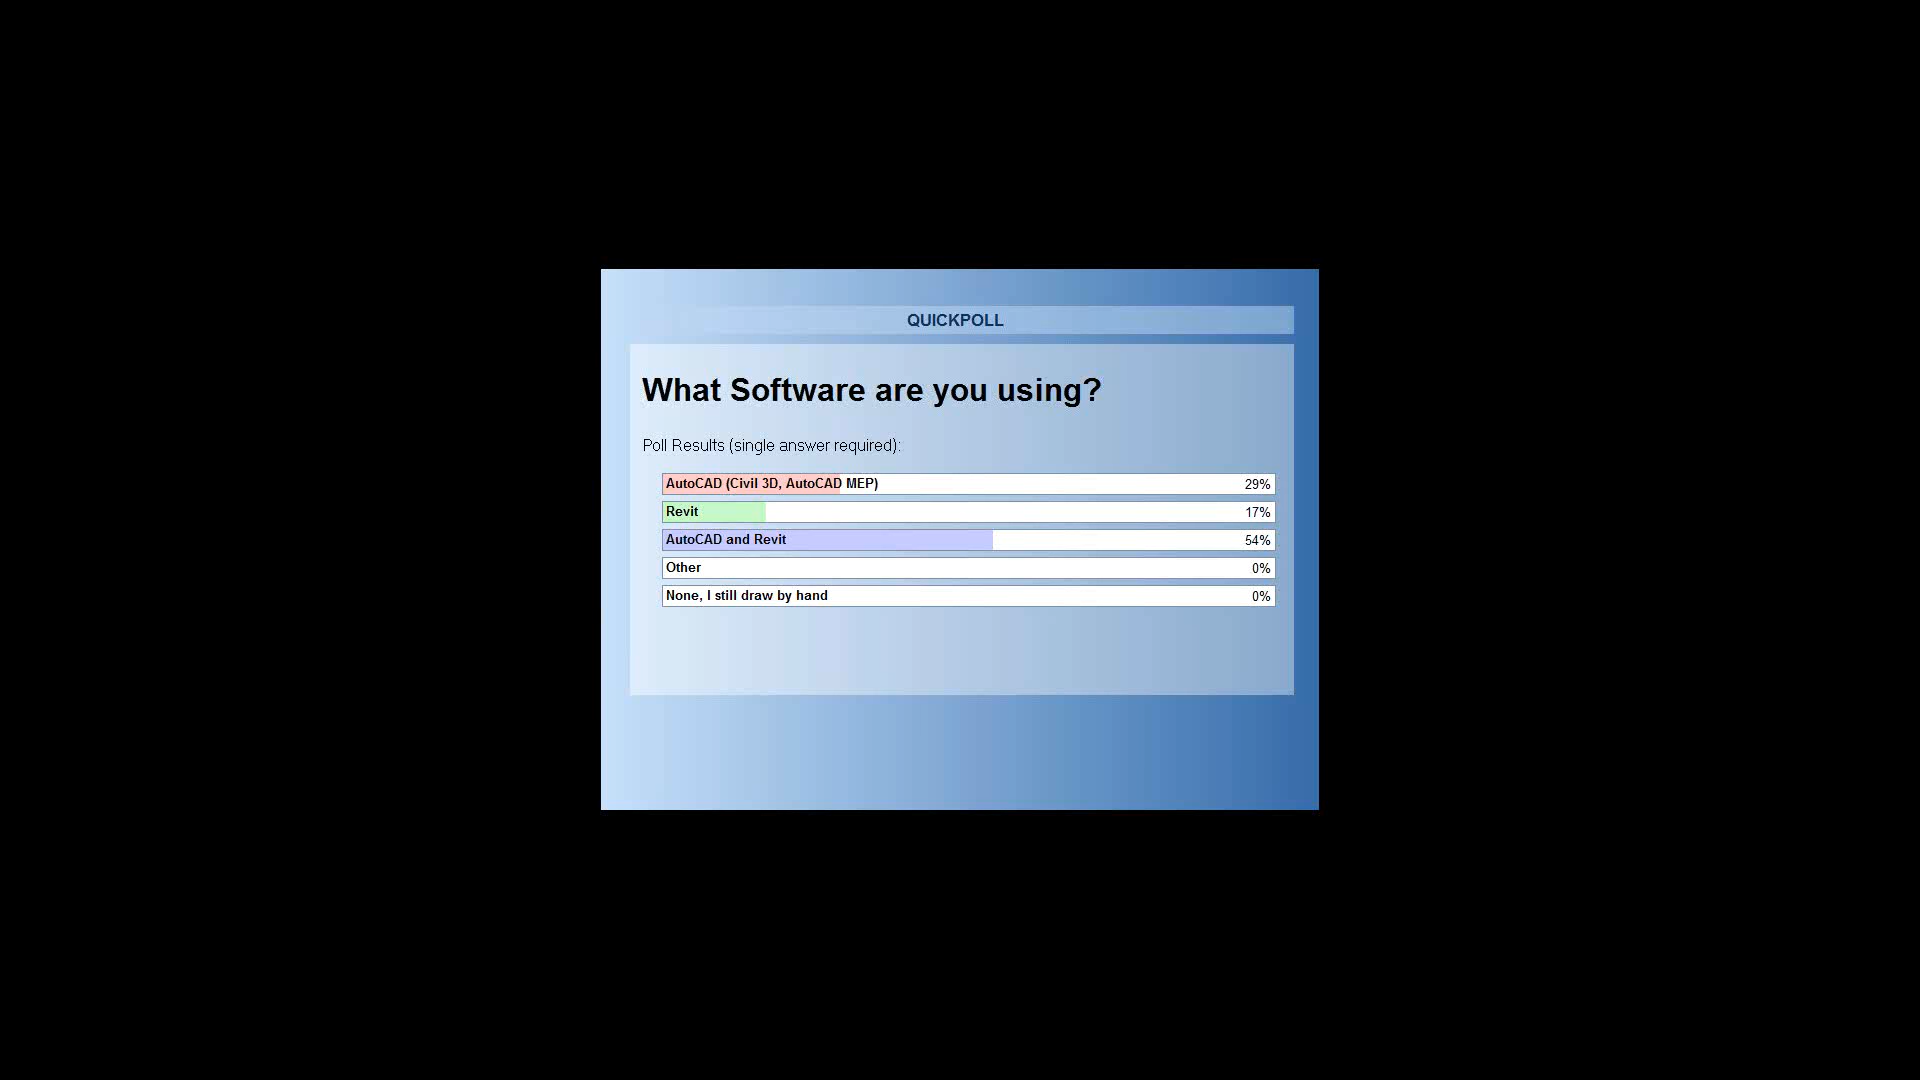 QUICKPOLL
What Software are you using?
Poll Results (single answer required):
AutoCAD (Civil 3D, AutoCAD MEP) 29%
Revit 17%
AutoCAD and Revit 54%
Other 0%
None, I still draw by hand 0%